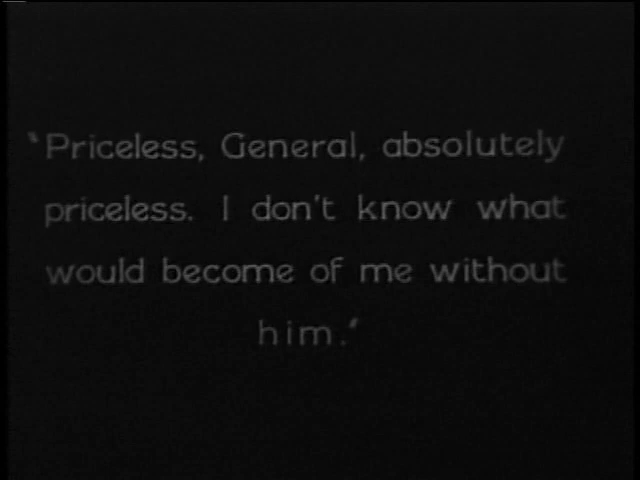 "Priceless, General, absolutely
priceless. I don't know what
would become of me without
him."